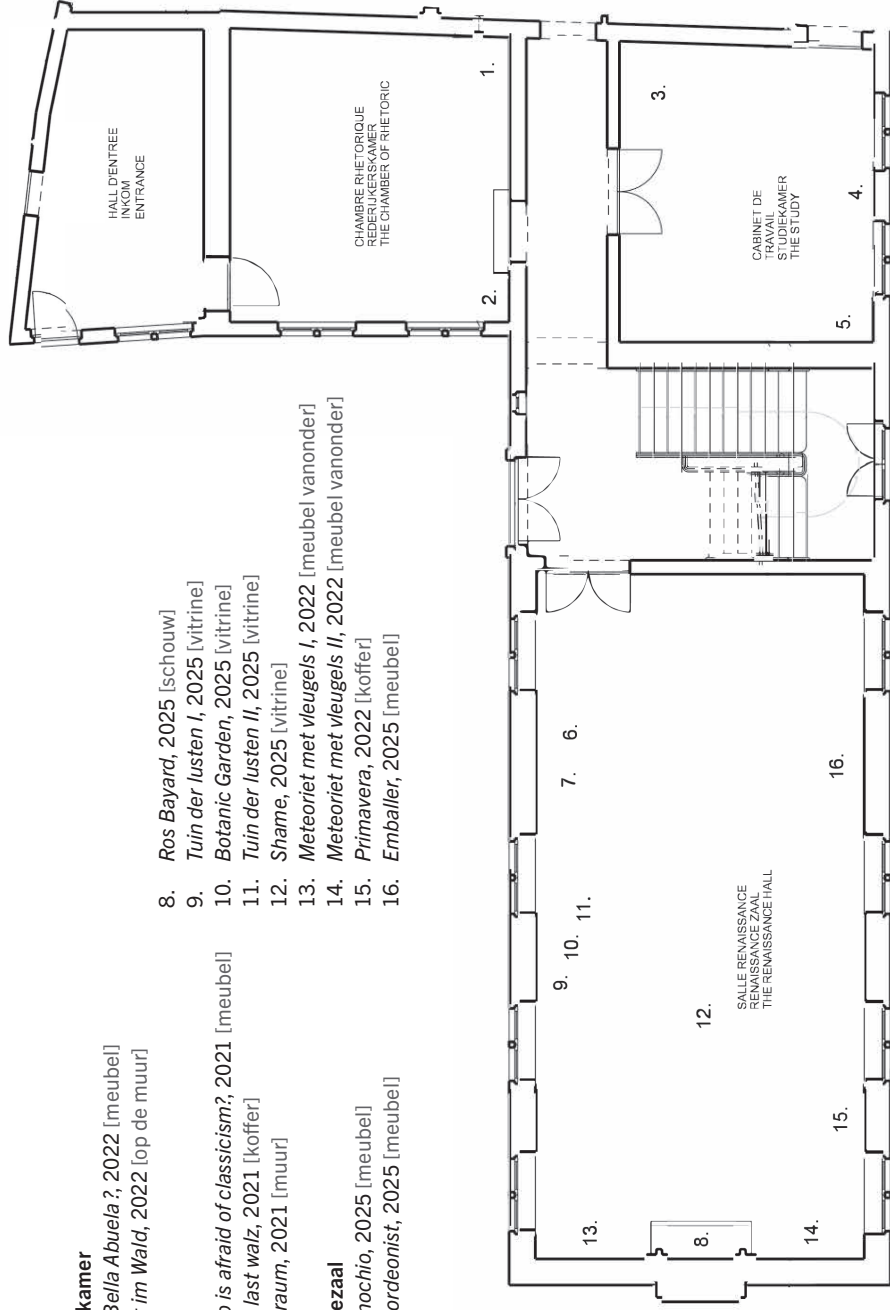 kamer
Bella Abuela ?, 2022 [meubel]
r im Wald, 2022 [op de muur]
o is afraid of classicism?, 2021 [meubel]
last walz, 2021 [koffer]
raum, 2021 [muur]
ezaal
nochio, 2025 [meubel]
ordeonist, 2025 [meubel]
8. Ros Bayard, 2025 [schouw]
9. Tuin der lusten I, 2025 [vitrine]
10. Botanic Garden, 2025 [vitrine]
11. Tuin der lusten II, 2025 [vitrine]
12. Shame, 2025 [vitrine]
13. Meteoriet met vleugels I, 2022 [meubel vanonder]
14. Meteoriet met vleugels II, 2022 [meubel vanonder]
15. Primavera, 2022 [koffer]
16. Emballer, 2025 [meubel]
HALL D'ENTREE
INKOM
ENTRANCE
CHAMBRE RHETORIQUE
REDERIJKERSKAMER
THE CHAMBER OF RHETORIC
1.
2.
3.
CABINET DE
TRAVAIL
STUDIEKAMER
THE STUDY
4.
5.
6.
7.
9.
10.
11.
12.
SALLE RENAISSANCE
RENAISSANCE ZAAL
THE RENAISSANCE HALL
13.
8.
14.
15.
16.